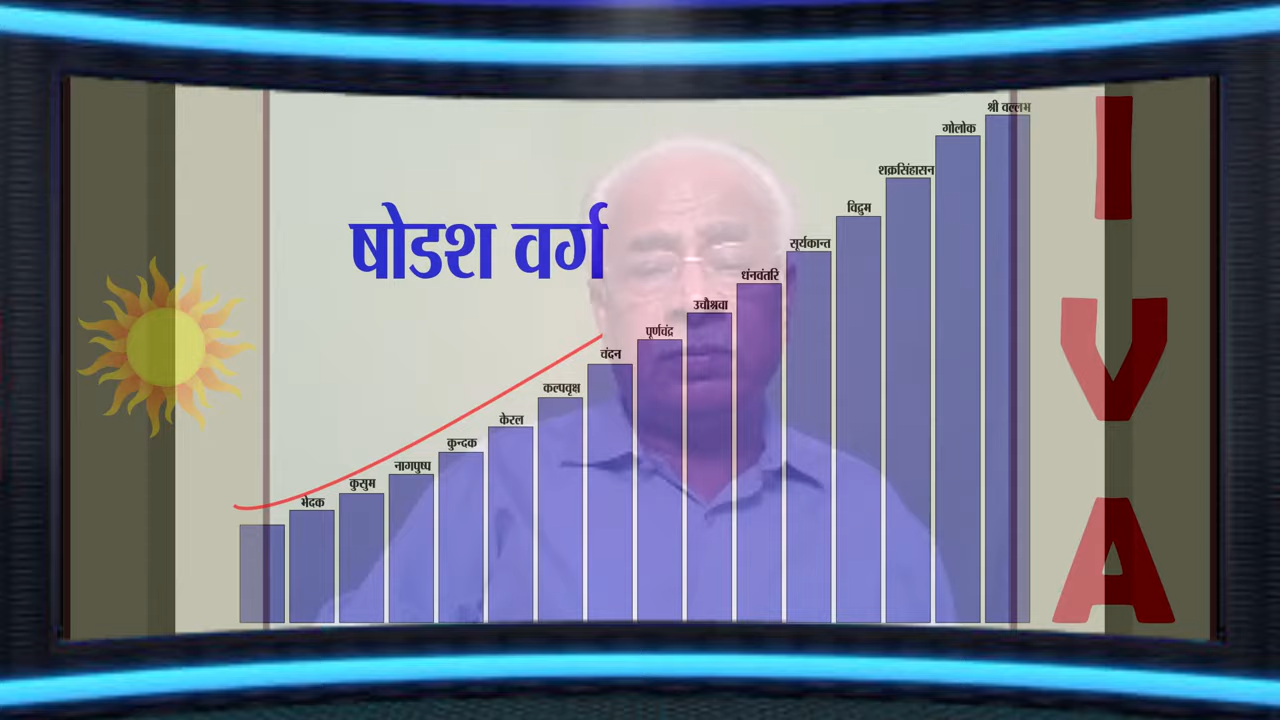 षोडश वर्ग
भेदक
कुसुम
नागपुष्प
कुन्दक
केरल
कल्पवृक्ष
चंदन
पूर्णचंद्र
उचौश्रवा
धंनवंतरि
सूर्यकान्त
विद्रुम
शक्रसिंहासन
गोलोक
श्री वल्लभ
I
V
A